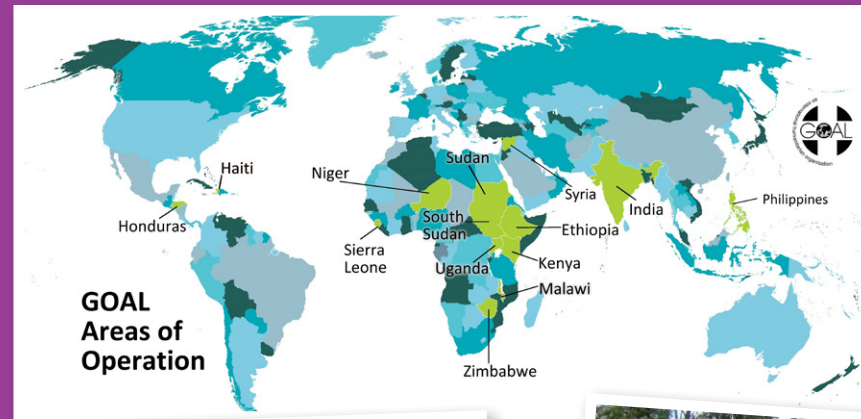 Haiti
Honduras
Niger
Sudan
South
Sudan
Sierra
Leone
Uganda
Syria
Ethiopia
Kenya
Malawi
Zimbabwe
India
Philippines
GOAL
GOAL
Areas of
Operation